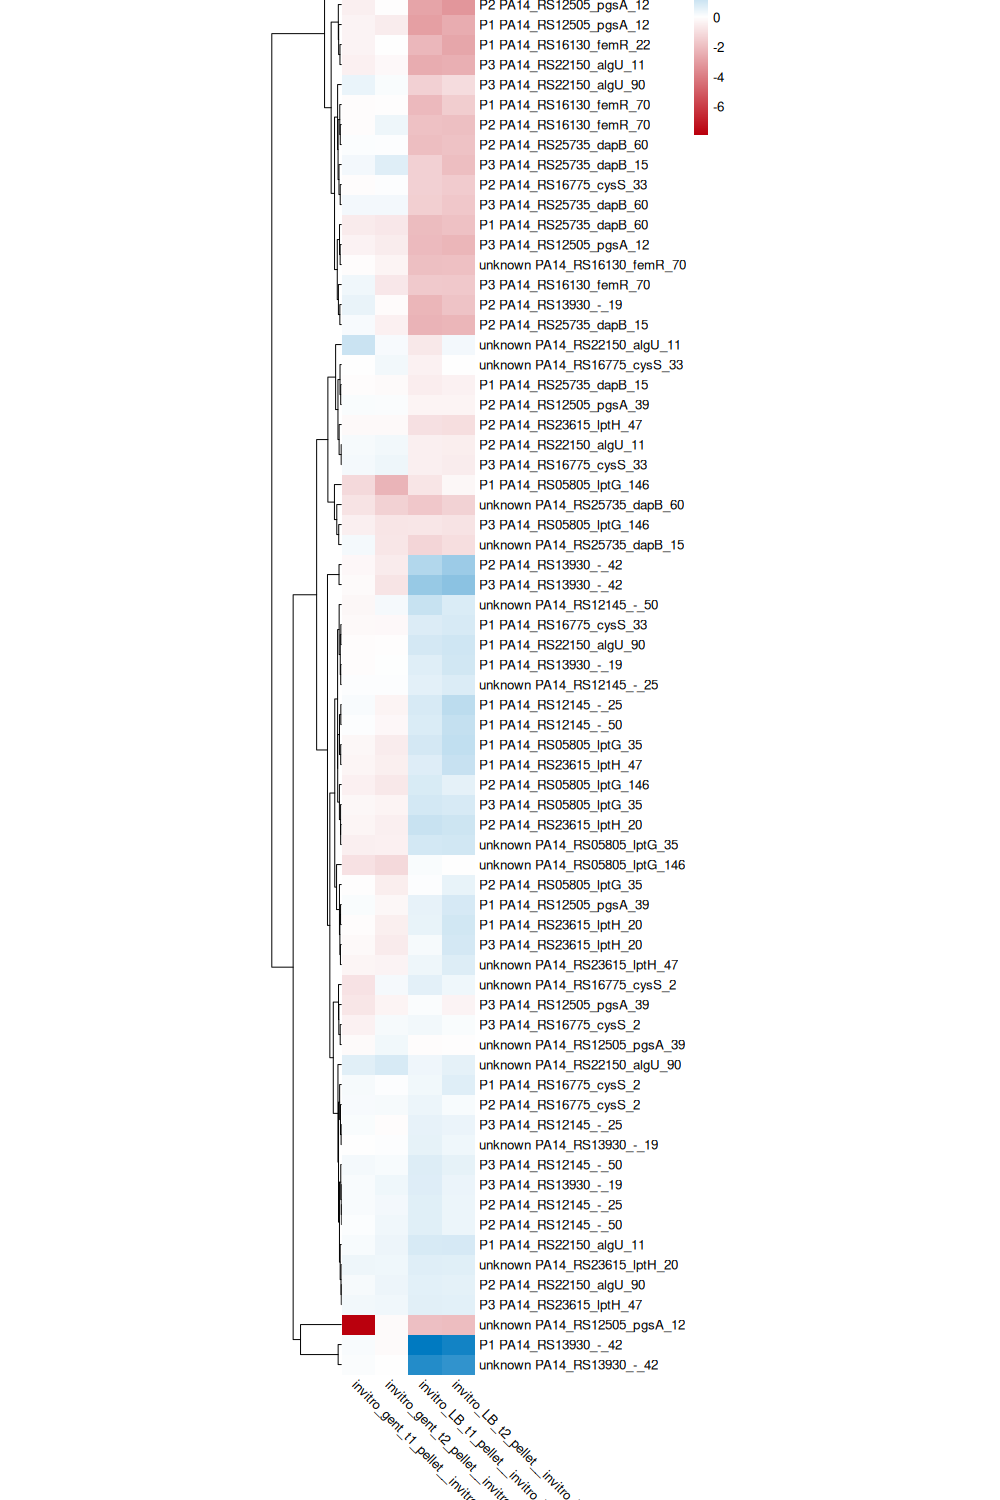 P2 PA14_RS12505_pgsA_12
P1 PA14_RS12505_pgsA_12
P1 PA14_RS16130_femR_22
P3 PA14_RS22150_algU_11
P3 PA14_RS22150_algU_90
P1 PA14_RS16130_femR_70
P2 PA14_RS16130_femR_70
P2 PA14_RS25735_dapB_60
P3 PA14_RS25735_dapB_15
P2 PA14_RS16775_cysS_33
P3 PA14_RS25735_dapB_60
P1 PA14_RS25735_dapB_60
P3 PA14_RS12505_pgsA_12
unknown PA14_RS16130_femR_70
P3 PA14_RS16130_femR_70
P2 PA14_RS13930_-_19
P2 PA14_RS25735_dapB_15
unknown PA14_RS22150_algU_11
unknown PA14_RS16775_cysS_33
P1 PA14_RS25735_dapB_15
P2 PA14_RS12505_pgsA_39
P2 PA14_RS23615_lptH_47
P2 PA14_RS22150_algU_11
P3 PA14_RS16775_cysS_33
P1 PA14_RS05805_lptG_146
unknown PA14_RS25735_dapB_60
P3 PA14_RS05805_lptG_146
unknown PA14_RS25735_dapB_15
P2 PA14_RS13930_-_42
P3 PA14_RS13930_-_42
unknown PA14_RS12145_-_50
P1 PA14_RS16775_cysS_33
P1 PA14_RS22150_algU_90
P1 PA14_RS13930_-_19
unknown PA14_RS12145_-_25
P1 PA14_RS12145_-_25
P1 PA14_RS12145_-_50
P1 PA14_RS05805_lptG_35
P1 PA14_RS23615_lptH_47
P2 PA14_RS05805_lptG_146
P3 PA14_RS05805_lptG_35
P2 PA14_RS23615_lptH_20
unknown PA14_RS05805_lptG_35
unknown PA14_RS05805_lptG_146
P2 PA14_RS05805_lptG_35
P1 PA14_RS12505_pgsA_39
P1 PA14_RS23615_lptH_20
P3 PA14_RS23615_lptH_20
unknown PA14_RS23615_lptH_47
unknown PA14_RS16775_cysS_2
P3 PA14_RS12505_pgsA_39
P3 PA14_RS16775_cysS_2
unknown PA14_RS12505_pgsA_39
unknown PA14_RS22150_algU_90
P1 PA14_RS16775_cysS_2
P2 PA14_RS16775_cysS_2
P3 PA14_RS12145_-_25
unknown PA14_RS13930_-_19
P3 PA14_RS12145_-_50
P3 PA14_RS13930_-_19
P2 PA14_RS12145_-_25
P2 PA14_RS12145_-_50
P1 PA14_RS22150_algU_11
unknown PA14_RS23615_lptH_20
P2 PA14_RS22150_algU_90
P3 PA14_RS23615_lptH_47
unknown PA14_RS12505_pgsA_12
P1 PA14_RS13930_-_42
unknown PA14_RS13930_-_42
0
-2
-4
-6
invitro_gent_t1_pellet__invitro
invitro_gent_t2_pellet__invitro
invitro_LB_t1_pellet__invitro_
invitro_LB_t2_pellet__invitro_